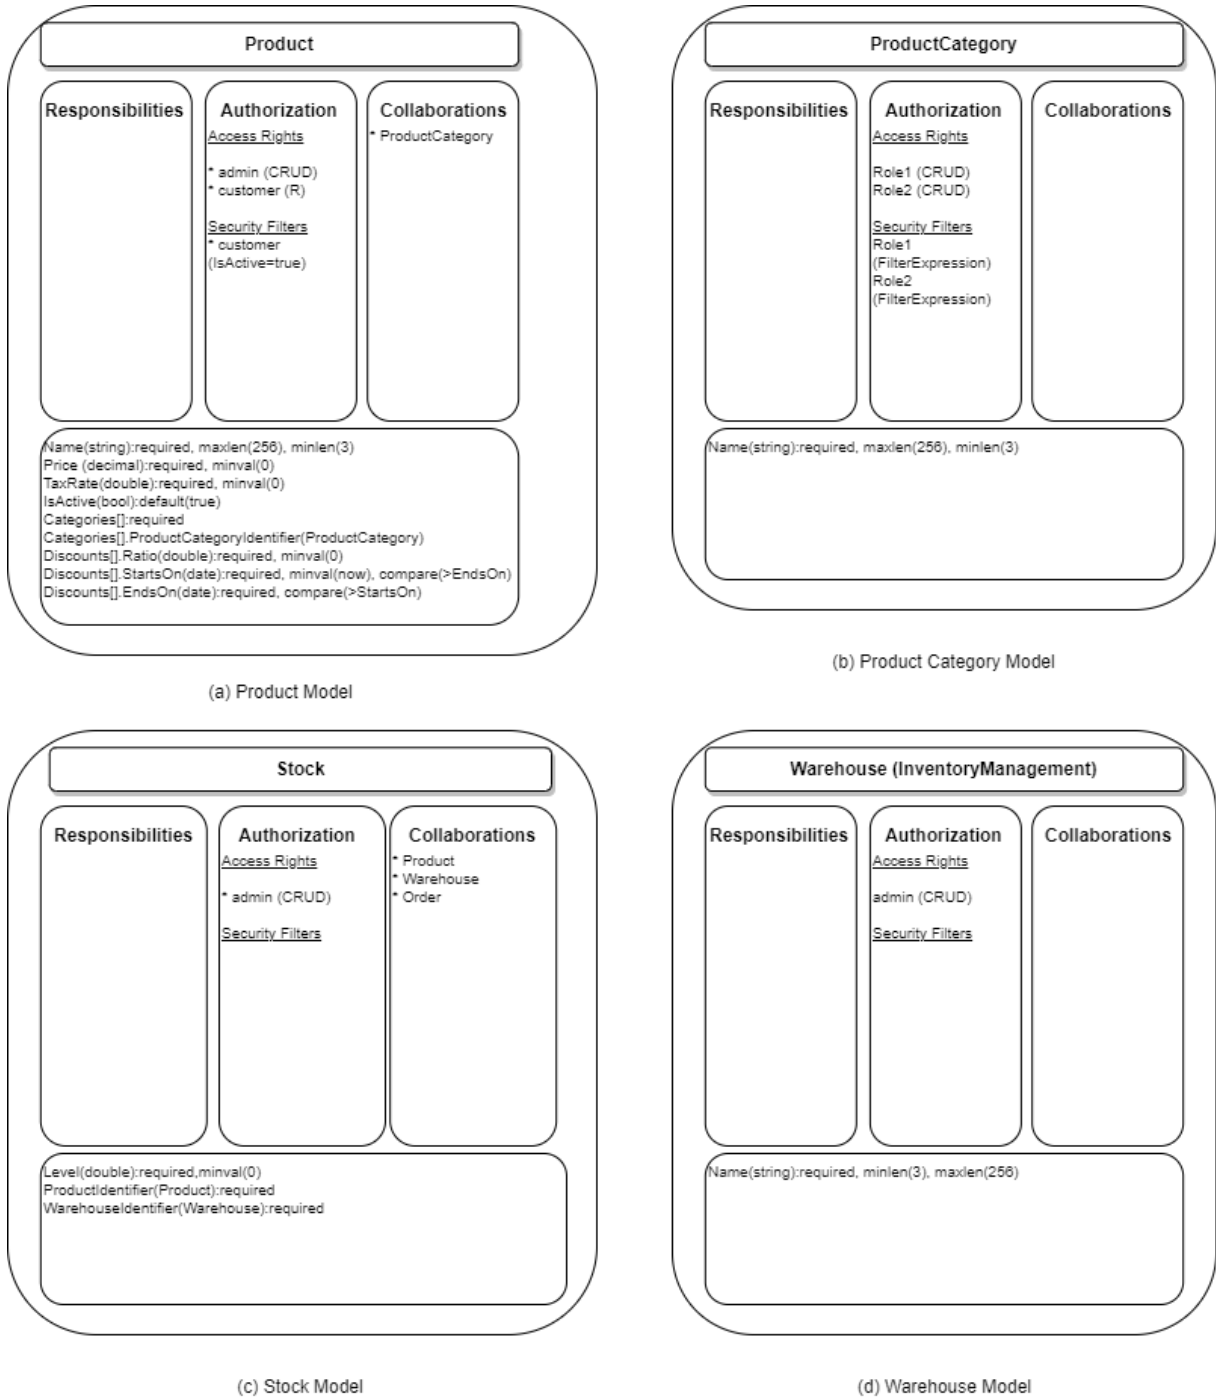 Product
Responsibilities
Authorization
Access Rights
* admin (CRUD)
* customer (R)
Security Filters
* customer
(IsActive=true)
Collaborations
* ProductCategory
Name(string):required, maxlen(256), minlen(3)
Price (decimal):required, minval(0)
TaxRate(double):required, minval(0)
IsActive(bool):default(true)
Categories[]:required
Categories[].ProductCategoryIdentifier(ProductCategory)
Discounts[].Ratio(double):required, minval(0)
Discounts[].StartsOn(date):required, minval(now), compare(>EndsOn)
Discounts[].EndsOn(date):required, compare(>StartsOn)
(a) Product Model
ProductCategory
Responsibilities
Authorization
Access Rights
Role1 (CRUD)
Role2 (CRUD)
Security Filters
Role1
(FilterExpression)
Role2
(FilterExpression)
Collaborations
Name(string):required, maxlen(256), minlen(3)
(b) Product Category Model
Stock
Responsibilities
Authorization
Access Rights
* admin (CRUD)
Security Filters
Collaborations
* Product
* Warehouse
* Order
Level(double):required,minval(0)
ProductIdentifier(Product):required
WarehouseIdentifier(Warehouse):required
(c) Stock Model
Warehouse (InventoryManagement)
Responsibilities
Authorization
Access Rights
admin (CRUD)
Security Filters
Collaborations
Name(string):required, minlen(3), maxlen(256)
(d) Warehouse Model